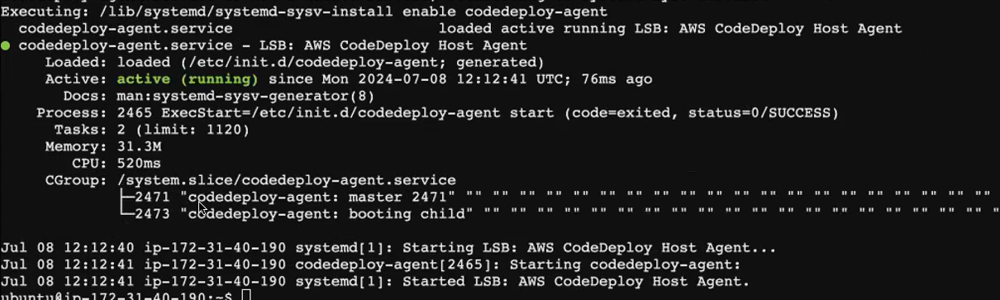 Executing: /lib/systemd/systemd-sysv-install enable codedeploy-agent
codedeploy-agent.service loaded active running LSB: AWS CodeDeploy Host Agent
● codedeploy-agent.service - LSB: AWS CodeDeploy Host Agent
Loaded: loaded (/etc/init.d/codedeploy-agent; generated)
Active: active (running) since Mon 2024-07-08 12:12:41 UTC; 76ms ago
Docs: man:systemd-sysv-generator(8)
Process: 2465 ExecStart=/etc/init.d/codedeploy-agent start (code=exited, status=0/SUCCESS)
Tasks: 2 (limit: 1120)
Memory: 31.3M
CPU: 520ms
CGroup: /system.slice/codedeploy-agent.service
├─2471 "codedeploy-agent: master 2471" "" "" "" "" "" "" "" "" "" "" "" "" "" "" "" "" "" "" "" "" "" "" "" ""
└─2473 "codedeploy-agent: booting child" "" "" "" "" "" "" "" "" "" "" "" "" "" "" "" "" "" "" "" "" "" "" "" "
Jul 08 12:12:40 ip-172-31-40-190 systemd[1]: Starting LSB: AWS CodeDeploy Host Agent...
Jul 08 12:12:41 ip-172-31-40-190 codedeploy-agent[2465]: Starting codedeploy-agent:
Jul 08 12:12:41 ip-172-31-40-190 systemd[1]: Started LSB: AWS CodeDeploy Host Agent.
ubuntu@ip-172-31-40-190:~$